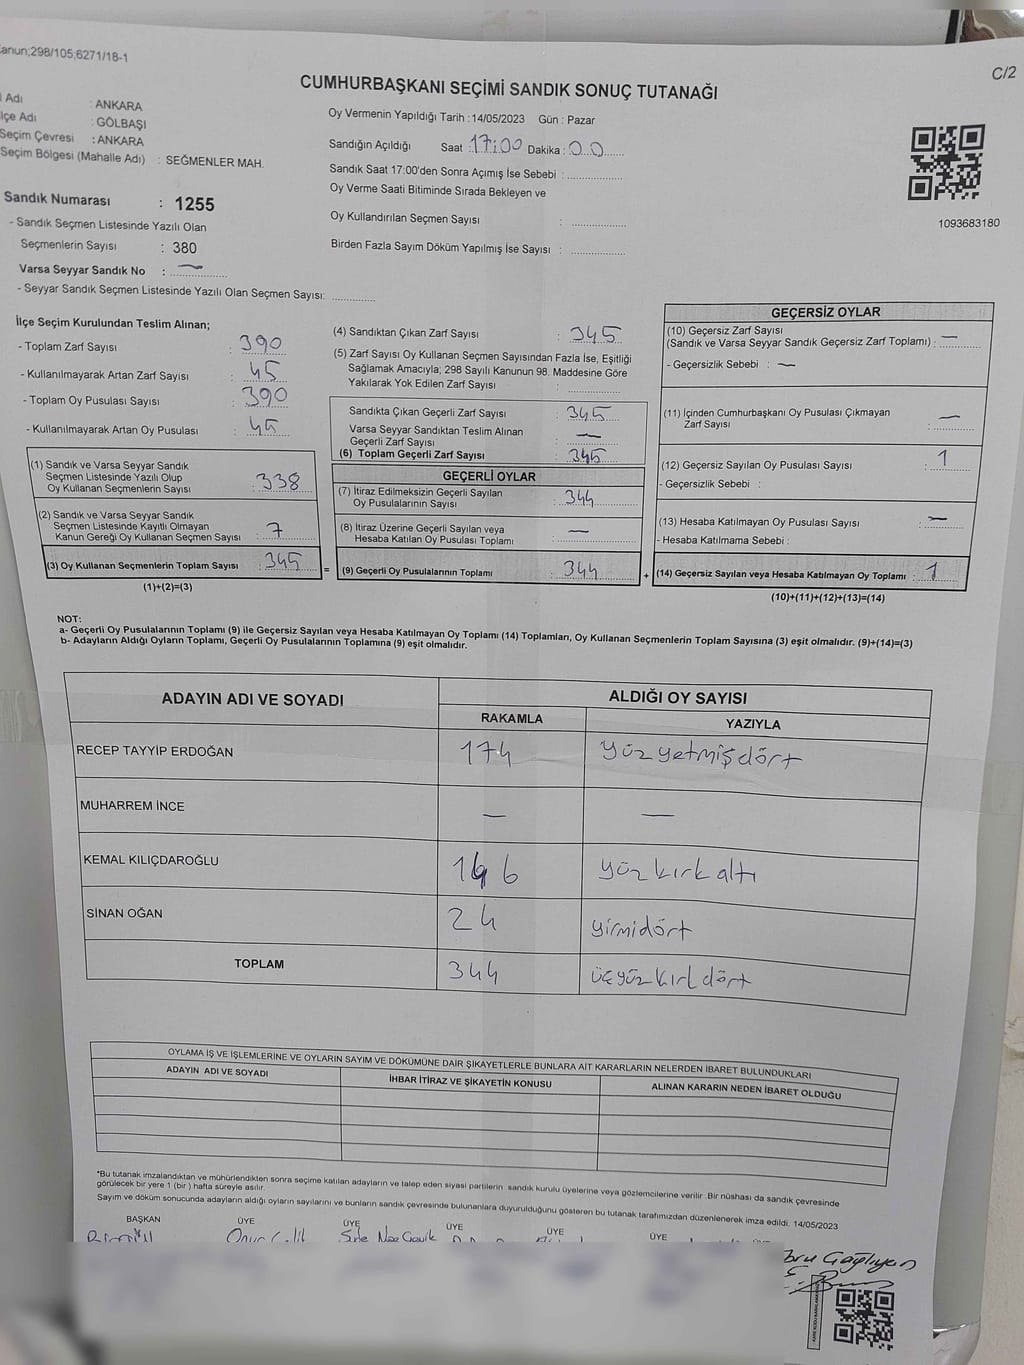 Kanun;298/105;6271/18-1
C/2
CUMHURBAŞKANI SEÇİMİ SANDIK SONUÇ TUTANAĞI
Adı : ANKARA
İlçe Adı : GÖLBAŞI
Seçim Çevresi : ANKARA
Seçim Bölgesi (Mahalle Adı) : SEĞMENLER MAH.
Sandık Numarası : 1255
- Sandık Seçmen Listesinde Yazılı Olan
Seçmenlerin Sayısı : 380
Varsa Seyyar Sandık No : —
- Seyyar Sandık Seçmen Listesinde Yazılı Olan Seçmen Sayısı: ............
Oy Vermenin Yapıldığı Tarih : 14/05/2023 Gün : Pazar
Sandığın Açıldığı Saat : 17:00 Dakika : 00
Sandık Saat 17:00'den Sonra Açımış İse Sebebi : ............
Oy Verme Saati Bitiminde Sırada Bekleyen ve
Oy Kullandırılan Seçmen Sayısı : ............
Birden Fazla Sayım Döküm Yapılmış İse Sayısı : ............
1093683180
İlçe Seçim Kurulundan Teslim Alınan;
- Toplam Zarf Sayısı : 390
- Kullanılmayarak Artan Zarf Sayısı : 45
- Toplam Oy Pusulası Sayısı : 390
- Kullanılmayarak Artan Oy Pusulası : 45
(1) Sandık ve Varsa Seyyar Sandık
Seçmen Listesinde Yazılı Olup
Oy Kullanan Seçmenlerin Sayısı : 338
(2) Sandık ve Varsa Seyyar Sandık
Seçmen Listesinde Kayıtlı Olmayan
Kanun Gereği Oy Kullanan Seçmen Sayısı : 7
(3) Oy Kullanan Seçmenlerin Toplam Sayısı : 345
(1)+(2)=(3)
(4) Sandıktan Çıkan Zarf Sayısı : 345
(5) Zarf Sayısı Oy Kullanan Seçmen Sayısından Fazla İse, Eşitliği
Sağlamak Amacıyla; 298 Sayılı Kanunun 98. Maddesine Göre
Yakılarak Yok Edilen Zarf Sayısı : ............
Sandıkta Çıkan Geçerli Zarf Sayısı : 345
Varsa Seyyar Sandıktan Teslim Alınan
Geçerli Zarf Sayısı : —
(6) Toplam Geçerli Zarf Sayısı : 345
GEÇERLİ OYLAR
(7) İtiraz Edilmeksizin Geçerli Sayılan
Oy Pusulalarının Sayısı : 344
(8) İtiraz Üzerine Geçerli Sayılan veya
Hesaba Katılan Oy Pusulası Toplamı : —
= (9) Geçerli Oy Pusulalarının Toplamı : 344
GEÇERSİZ OYLAR
(10) Geçersiz Zarf Sayısı
(Sandık ve Varsa Seyyar Sandık Geçersiz Zarf Toplamı) : —
- Geçersizlik Sebebi : —
(11) İçinden Cumhurbaşkanı Oy Pusulası Çıkmayan
Zarf Sayısı : —
(12) Geçersiz Sayılan Oy Pusulası Sayısı : 1
- Geçersizlik Sebebi :
(13) Hesaba Katılmayan Oy Pusulası Sayısı : —
- Hesaba Katılmama Sebebi :
+ (14) Geçersiz Sayılan veya Hesaba Katılmayan Oy Toplamı : 1
(10)+(11)+(12)+(13)=(14)
NOT:
a- Geçerli Oy Pusulalarının Toplamı (9) ile Geçersiz Sayılan veya Hesaba Katılmayan Oy Toplamı (14) Toplamları, Oy Kullanan Seçmenlerin Toplam Sayısına (3) eşit olmalıdır. (9)+(14)=(3)
b- Adayların Aldığı Oyların Toplamı, Geçerli Oy Pusulalarının Toplamına (9) eşit olmalıdır.
ADAYIN ADI VE SOYADI
ALDIĞI OY SAYISI
RAKAMLA YAZIYLA
RECEP TAYYİP ERDOĞAN 174 yüz yetmiş dört
MUHARREM İNCE — —
KEMAL KILIÇDAROĞLU 146 yüz kırk altı
SİNAN OĞAN 24 yirmidört
TOPLAM 344 üçyüz kırk dört
OYLAMA İŞ VE İŞLEMLERİNE VE OYLARIN SAYIM VE DÖKÜMÜNE DAİR ŞİKAYETLERLE BUNLARA AİT KARARLARIN NELERDEN İBARET BULUNDUKLARI
ADAYIN ADI VE SOYADI İHBAR İTİRAZ VE ŞİKAYETİN KONUSU ALINAN KARARIN NEDEN İBARET OLDUĞU
*Bu tutanak imzalandıktan ve mühürlendikten sonra seçime katılan adayların ve talep eden siyasi partilerin sandık kurulu üyelerine veya gözlemcilerine verilir .Bir nüshası da sandık çevresinde
görülecek bir yere 1 (bir ) hafta süreyle asılır.
Sayım ve döküm sonucunda adayların aldığı oyların sayılarını ve bunların sandık çevresinde bulunanlara duyurulduğunu gösteren bu tutanak tarafımızdan düzenlenerek imza edildi. 14/05/2023
BAŞKAN ÜYE ÜYE ÜYE ÜYE ÜYE